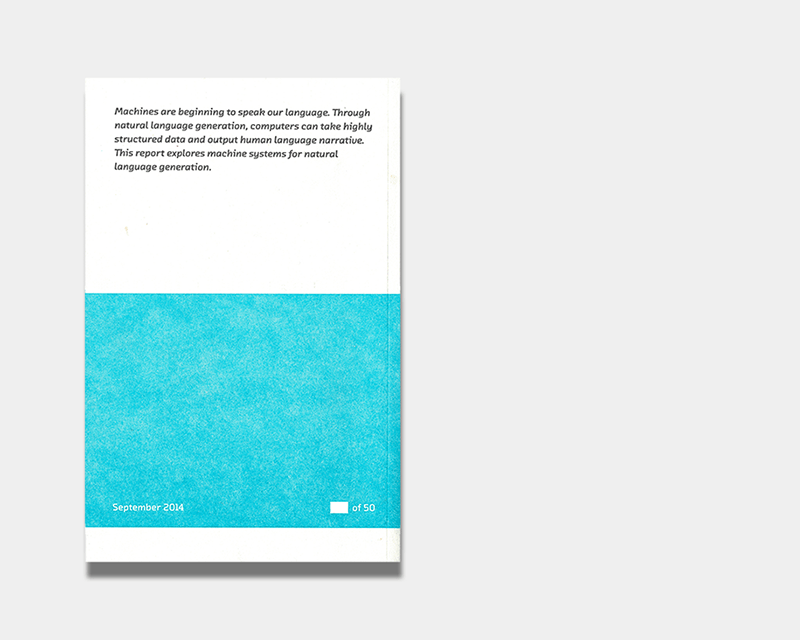 Machines are beginning to speak our language. Through
natural language generation, computers can take highly
structured data and output human language narrative.
This report explores machine systems for natural
language generation.
September 2014
of 50